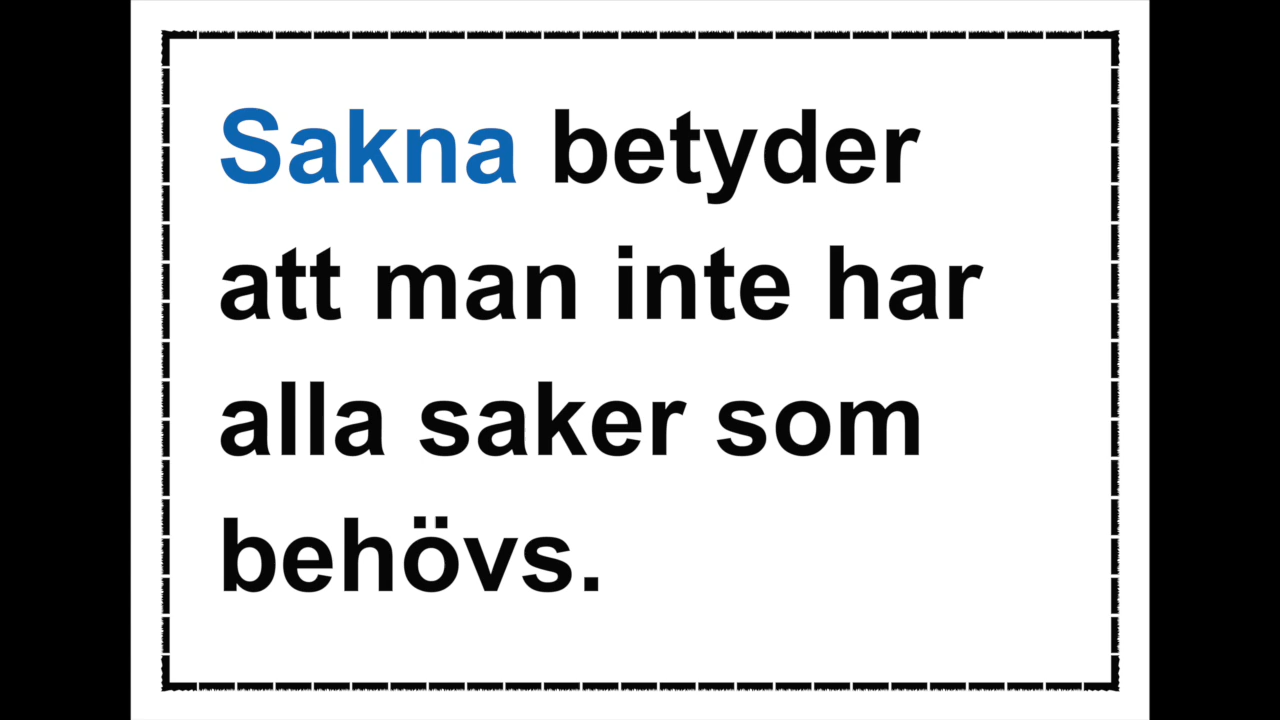 Sakna betyder
att man inte har
alla saker som
behövs.